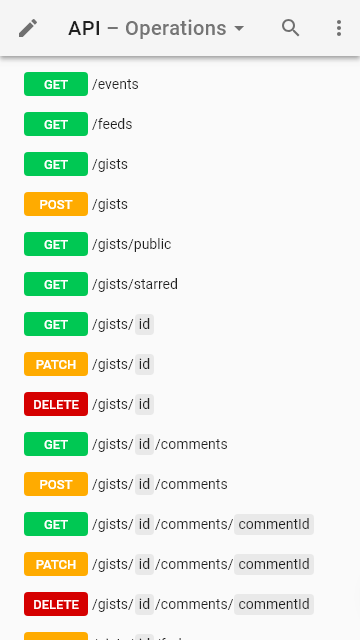 API – Operations
GET /events
GET /feeds
GET /gists
POST /gists
GET /gists/public
GET /gists/starred
GET /gists/ id
PATCH /gists/ id
DELETE /gists/ id
GET /gists/ id /comments
POST /gists/ id /comments
GET /gists/ id /comments/ commentId
PATCH /gists/ id /comments/ commentId
DELETE /gists/ id /comments/ commentId